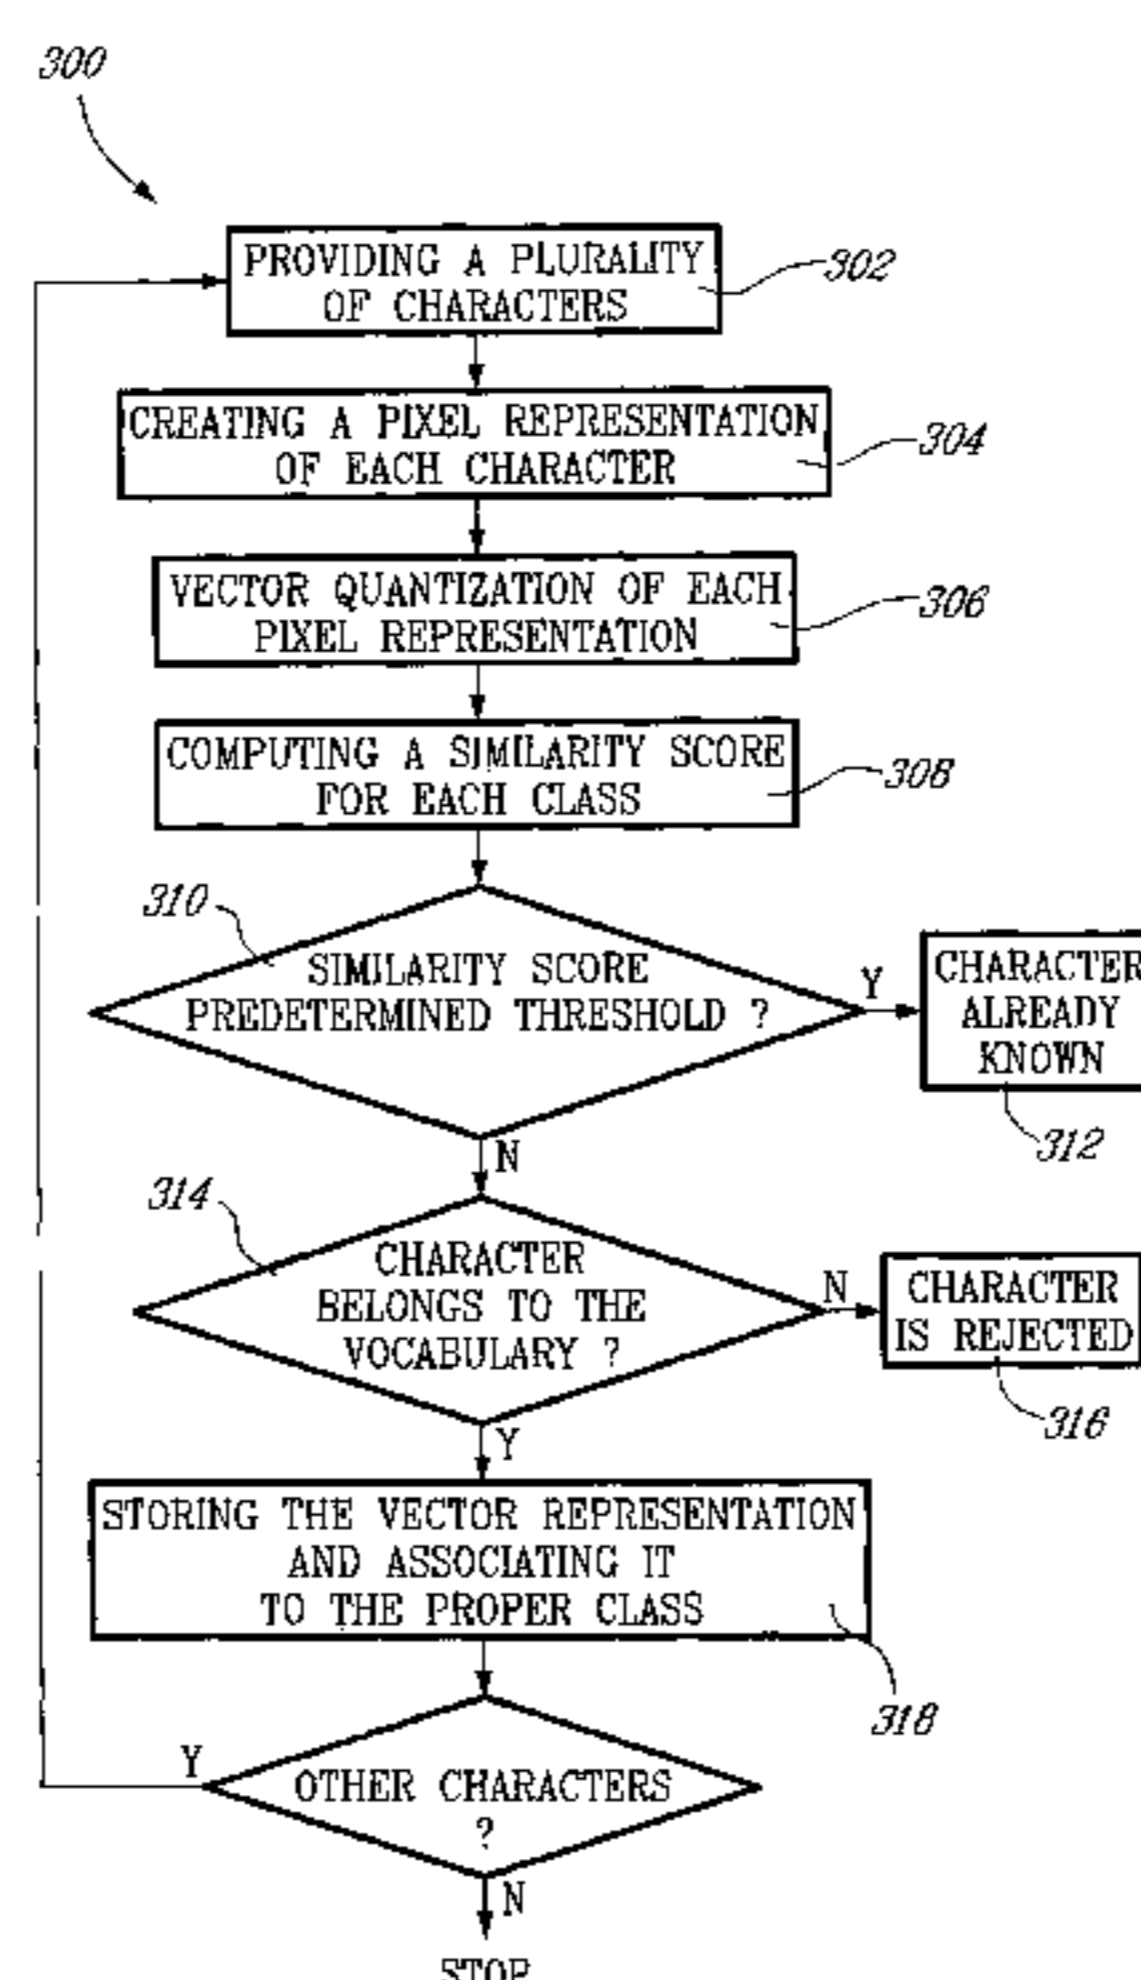 300
PROVIDING A PLURALITY
OF CHARACTERS
302
CREATING A PIXEL REPRESENTATION
OF EACH CHARACTER
304
VECTOR QUANTIZATION OF EACH
PIXEL REPRESENTATION
306
COMPUTING A SIMILARITY SCORE
FOR EACH CLASS
308
310
SIMILARITY SCORE
PREDETERMINED THRESHOLD ?
Y
CHARACTER
ALREADY
KNOWN
312
N
314
CHARACTER
BELONGS TO THE
VOCABULARY ?
N
CHARACTER
IS REJECTED
316
Y
STORING THE VECTOR REPRESENTATION
AND ASSOCIATING IT
TO THE PROPER CLASS
318
Y
OTHER CHARACTERS
?
N
STOP